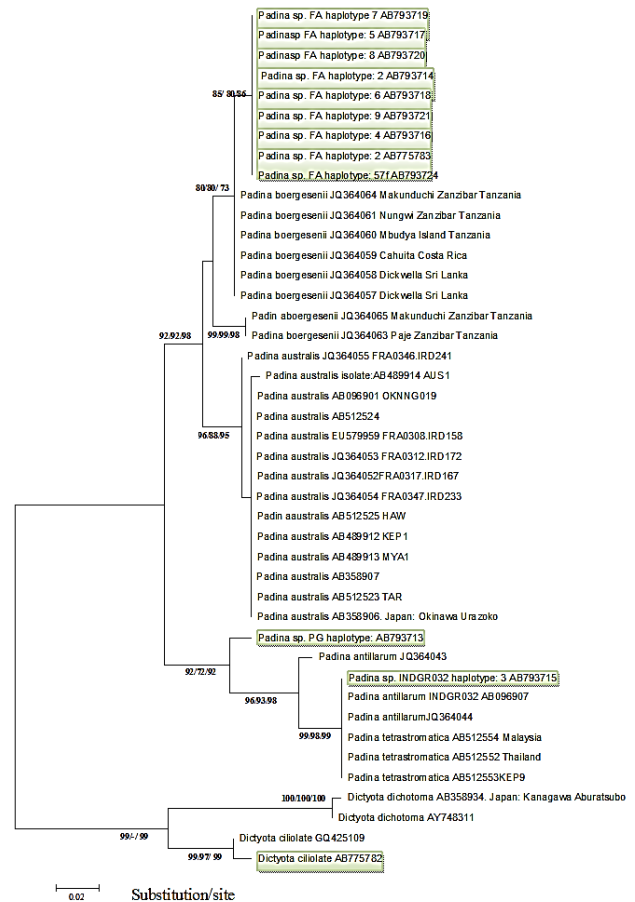 Padina sp. FA haplotype 7 AB793719
Padinasp FA haplotype: 5 AB793717
Padinasp FA haplotype: 8 AB793720
Padina sp. FA haplotype: 2 AB793714
85/ 80/86
Padina sp. FA haplotype: 6 AB793718
Padina sp. FA haplotype: 9 AB793721
Padina sp. FA haplotype: 4 AB793716
Padina sp. FA haplotype: 2 AB775783
Padina sp. FA haplotype: 57f AB793724
80/80/ 73
Padina boergesenii JQ364064 Makunduchi Zanzibar Tanzania
Padina boergesenii JQ364061 Nungwi Zanzibar Tanzania
Padina boergesenii JQ364060 Mbudya Island Tanzania
Padina boergesenii JQ364059 Cahuita Costa Rica
Padina boergesenii JQ364058 Dickwella Sri Lanka
Padina boergesenii JQ364057 Dickwella Sri Lanka
Padin aboergesenii JQ364065 Makunduchi Zanzibar Tanzania
99/99/98
Padina boergesenii JQ364063 Paje Zanzibar Tanzania
92/92/98
Padina australis JQ364055 FRA0346.IRD241
Padina australis isolate:AB489914 AUS1
Padina australis AB096901 OKNNG019
Padina australis AB512524
96/88/95
Padina australis EU579959 FRA0308.IRD158
Padina australis JQ364053 FRA0312.IRD172
Padina australis JQ364052FRA0317.IRD167
Padina australis JQ364054 FRA0347.IRD233
Padin australis AB512525 HAW
Padina australis AB489912 KEP1
Padina australis AB489913 MYA1
Padina australis AB358907
Padina australis AB512523 TAR
Padina australis AB358906. Japan: Okinawa Urazoko
Padina sp. PG haplotype: AB793713
Padina antillarum JQ364043
92/72/92
Padina sp. INDGR032 haplotype: 3 AB793715
96/93/98
Padina antillarum INDGR032 AB096907
Padina antillarumJQ364044
99/98/99
Padina tetrastromatica AB512554 Malaysia
Padina tetrastromatica AB512552 Thailand
Padina tetrastromatica AB512553KEP9
100/100/100
Dictyota dichotoma AB358934. Japan: Kanagawa Aburatsubo
Dictyota dichotoma AY748311
99/-/ 99
Dictyota ciliolate GQ425109
99/97/ 99
Dictyota ciliolate AB775782
0.02
Substitution/site